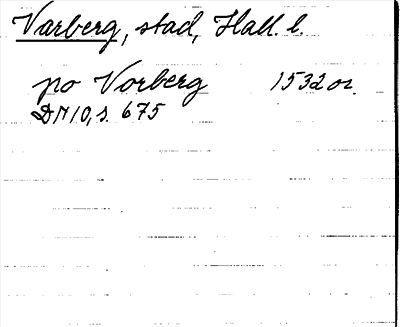 Varberg, stad, Hall. l.
po Vorberg 1532 or.
DN 10, s. 675